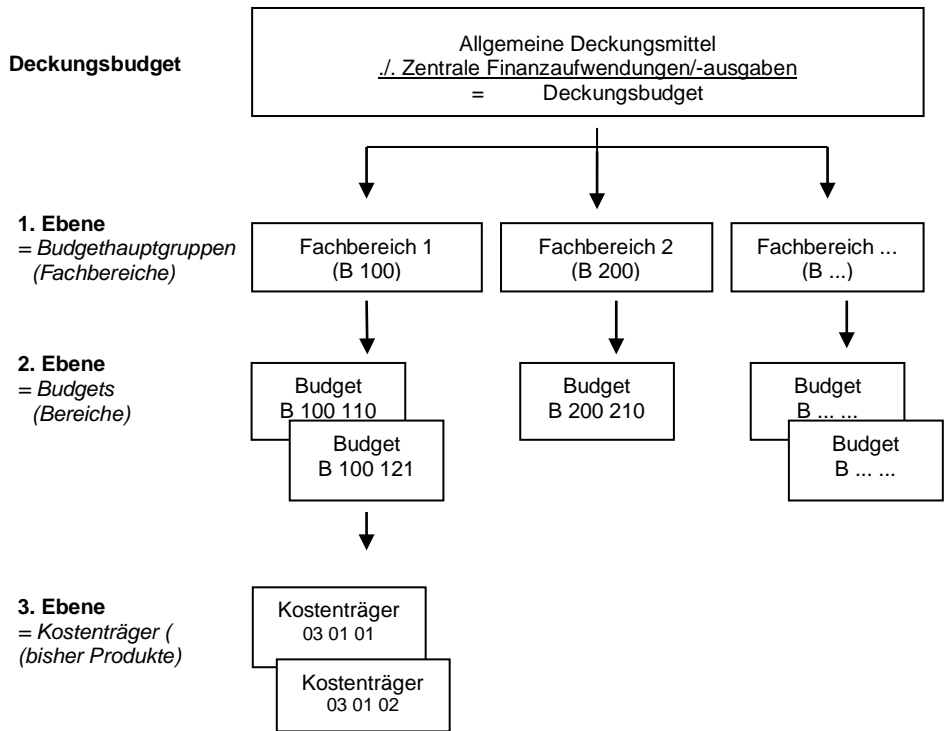 Deckungsbudget
Allgemeine Deckungsmittel
./. Zentrale Finanzaufwendungen/-ausgaben
= Deckungsbudget
1. Ebene
= Budgethauptgruppen
(Fachbereiche)
Fachbereich 1
(B 100)
Fachbereich 2
(B 200)
Fachbereich ...
(B ...)
2. Ebene
= Budgets
(Bereiche)
Budget
B 100 110
Budget
B 100 121
Budget
B 200 210
Budget
B ... ...
Budget
B ... ...
3. Ebene
= Kostenträger (
(bisher Produkte)
Kostenträger
03 01 01
Kostenträger
03 01 02